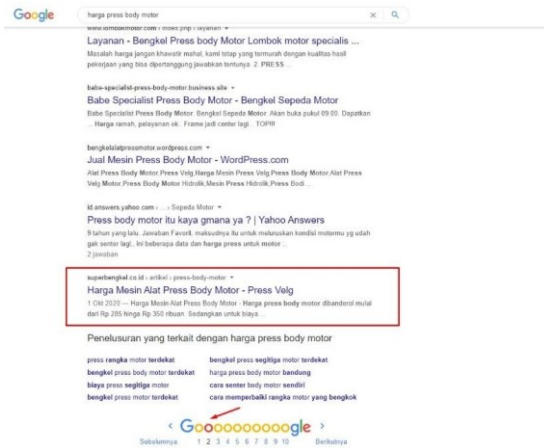 Google
harga press body motor
www.lombokmotor.com › index.php › layanan
Layanan - Bengkel Press body Motor Lombok motor specialis ...
Masalah harga jangan khawatir mahal, kami tetap yang termurah dengan kualitas hasil
pekerjaan yang bisa dipertanggung jawabkan tentunya. 2. PRESS ...
babe-specialist-press-body-motor.business.site
Babe Specialist Press Body Motor - Bengkel Sepeda Motor
Babe Specialist Press Body Motor. Bengkel Sepeda Motor. Akan buka pukul 09.00. Dapatkan
... Harga ramah, pelayanan ok.. Frame jadi center lagi.. TOP!!!
bengkelalatpressmotor.wordpress.com
Jual Mesin Press Body Motor - WordPress.com
Alat Press Body Motor,Press Velg,Harga Mesin Press Velg,Press Body Motor,Alat Press
Velg Motor,Press Body Motor Hidrolik,Mesin Press Hidrolik,Press Bodi...
id.answers.yahoo.com › ... › Sepeda Motor
Press body motor itu kaya gmana ya ? | Yahoo Answers
9 tahun yang lalu. Jawaban Favorit. maksudnya itu untuk meluruskan kondisi motormu yg udah
gak senter lagi.. Ini beberapa data dan harga press untuk motor ...
2 jawaban
superbengkel.co.id › artikel › press-body-motor
Harga Mesin Alat Press Body Motor - Press Velg
1 Okt 2020 — Harga Mesin Alat Press Body Motor - Harga press body motor dibanderol mulai
dari Rp 285 hingga Rp 350 ribuan. Sedangkan untuk biaya ...
Penelusuran yang terkait dengan harga press body motor
press rangka motor terdekat
bengkel press body motor terdekat
biaya press segitiga motor
bengkel press motor terdekat
bengkel press segitiga motor terdekat
harga press body motor bandung
cara senter body motor sendiri
cara memperbaiki rangka motor yang bengkok
< Goooooooooogle >
Sebelumnya 1 2 3 4 5 6 7 8 9 10 Berikutnya